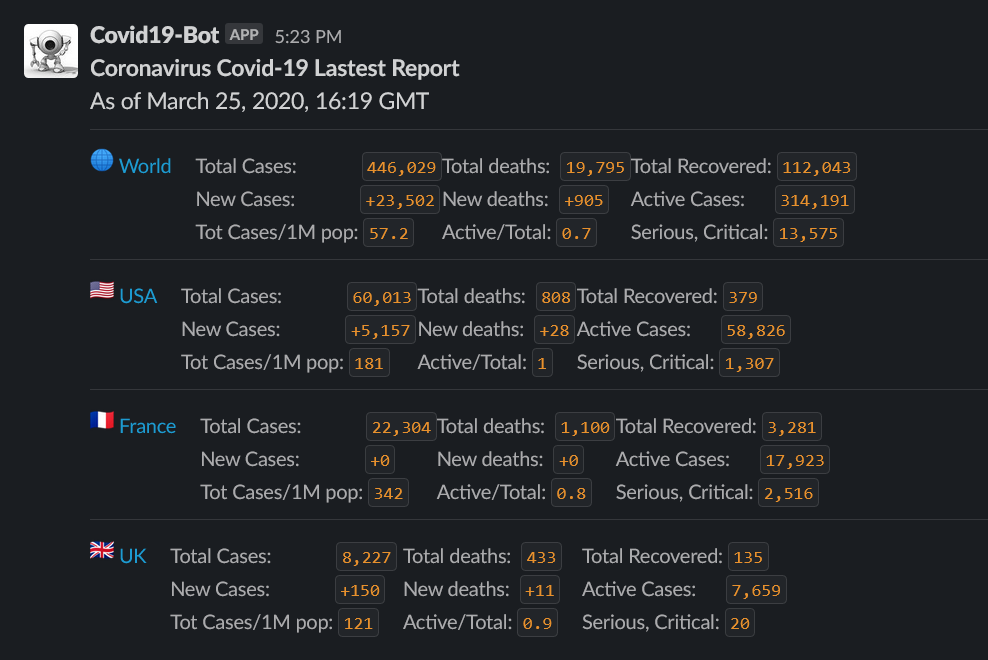 Covid19-Bot APP 5:23 PM
Coronavirus Covid-19 Lastest Report
As of March 25, 2020, 16:19 GMT
World Total Cases: 446,029 Total deaths: 19,795 Total Recovered: 112,043
New Cases: +23,502 New deaths: +905 Active Cases: 314,191
Tot Cases/1M pop: 57.2 Active/Total: 0.7 Serious, Critical: 13,575
USA Total Cases: 60,013 Total deaths: 808 Total Recovered: 379
New Cases: +5,157 New deaths: +28 Active Cases: 58,826
Tot Cases/1M pop: 181 Active/Total: 1 Serious, Critical: 1,307
France Total Cases: 22,304 Total deaths: 1,100 Total Recovered: 3,281
New Cases: +0 New deaths: +0 Active Cases: 17,923
Tot Cases/1M pop: 342 Active/Total: 0.8 Serious, Critical: 2,516
UK Total Cases: 8,227 Total deaths: 433 Total Recovered: 135
New Cases: +150 New deaths: +11 Active Cases: 7,659
Tot Cases/1M pop: 121 Active/Total: 0.9 Serious, Critical: 20